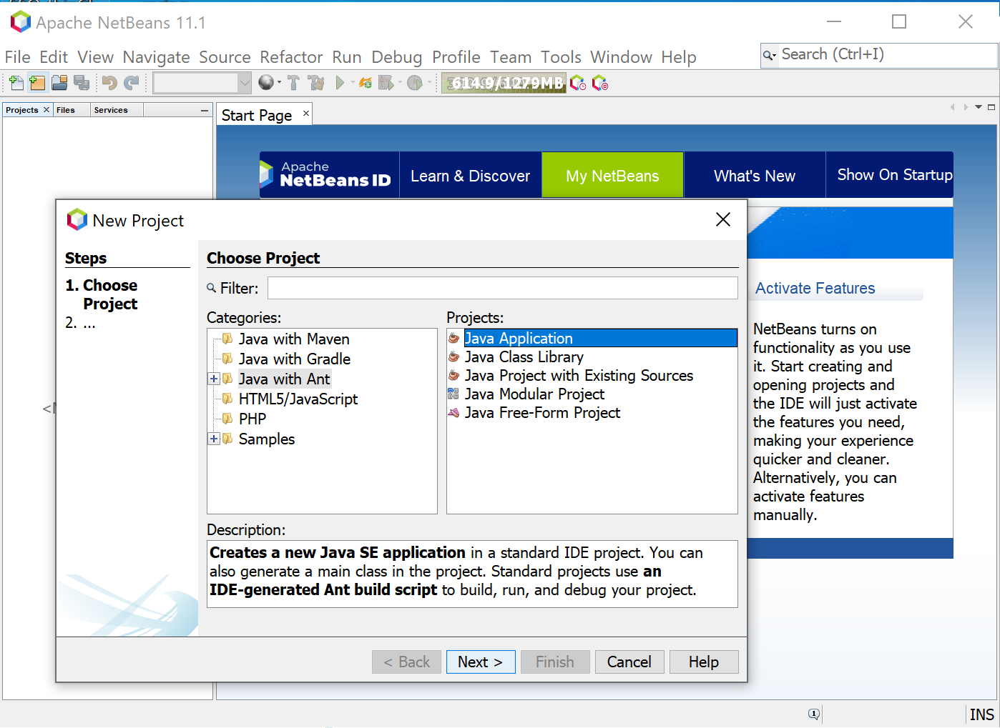 Apache NetBeans 11.1
File Edit View Navigate Source Refactor Run Debug Profile Team Tools Window Help
Search (Ctrl+I)
614.9/1279MB
Projects Files Services
Start Page
Apache
NetBeans ID
Learn & Discover
My NetBeans
What's New
Show On Startup
New Project
Steps
1. Choose
Project
2. ...
Choose Project
Filter:
Categories:
Java with Maven
Java with Gradle
Java with Ant
HTML5/JavaScript
PHP
Samples
Projects:
Java Application
Java Class Library
Java Project with Existing Sources
Java Modular Project
Java Free-Form Project
Description:
Creates a new Java SE application in a standard IDE project. You can
also generate a main class in the project. Standard projects use an
IDE-generated Ant build script to build, run, and debug your project.
< Back
Next >
Finish
Cancel
Help
Activate Features
NetBeans turns on
functionality as you use
it. Start creating and
opening projects and
the IDE will just activate
the features you need,
making your experience
quicker and cleaner.
Alternatively, you can
activate features
manually.
1
INS